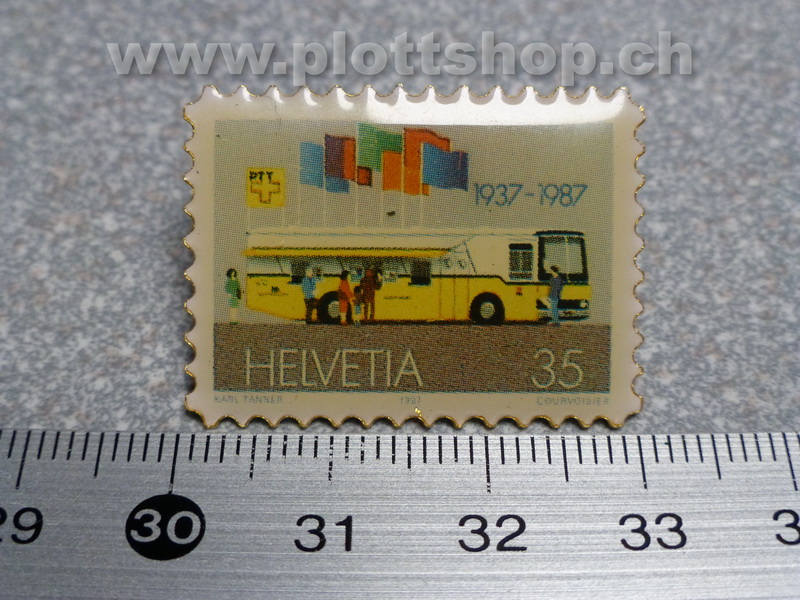 www.plottshop.ch
PTT
1937-1987
HELVETIA 35
KARL TANNER 1987 COURVOISIER
29 30 31 32 33